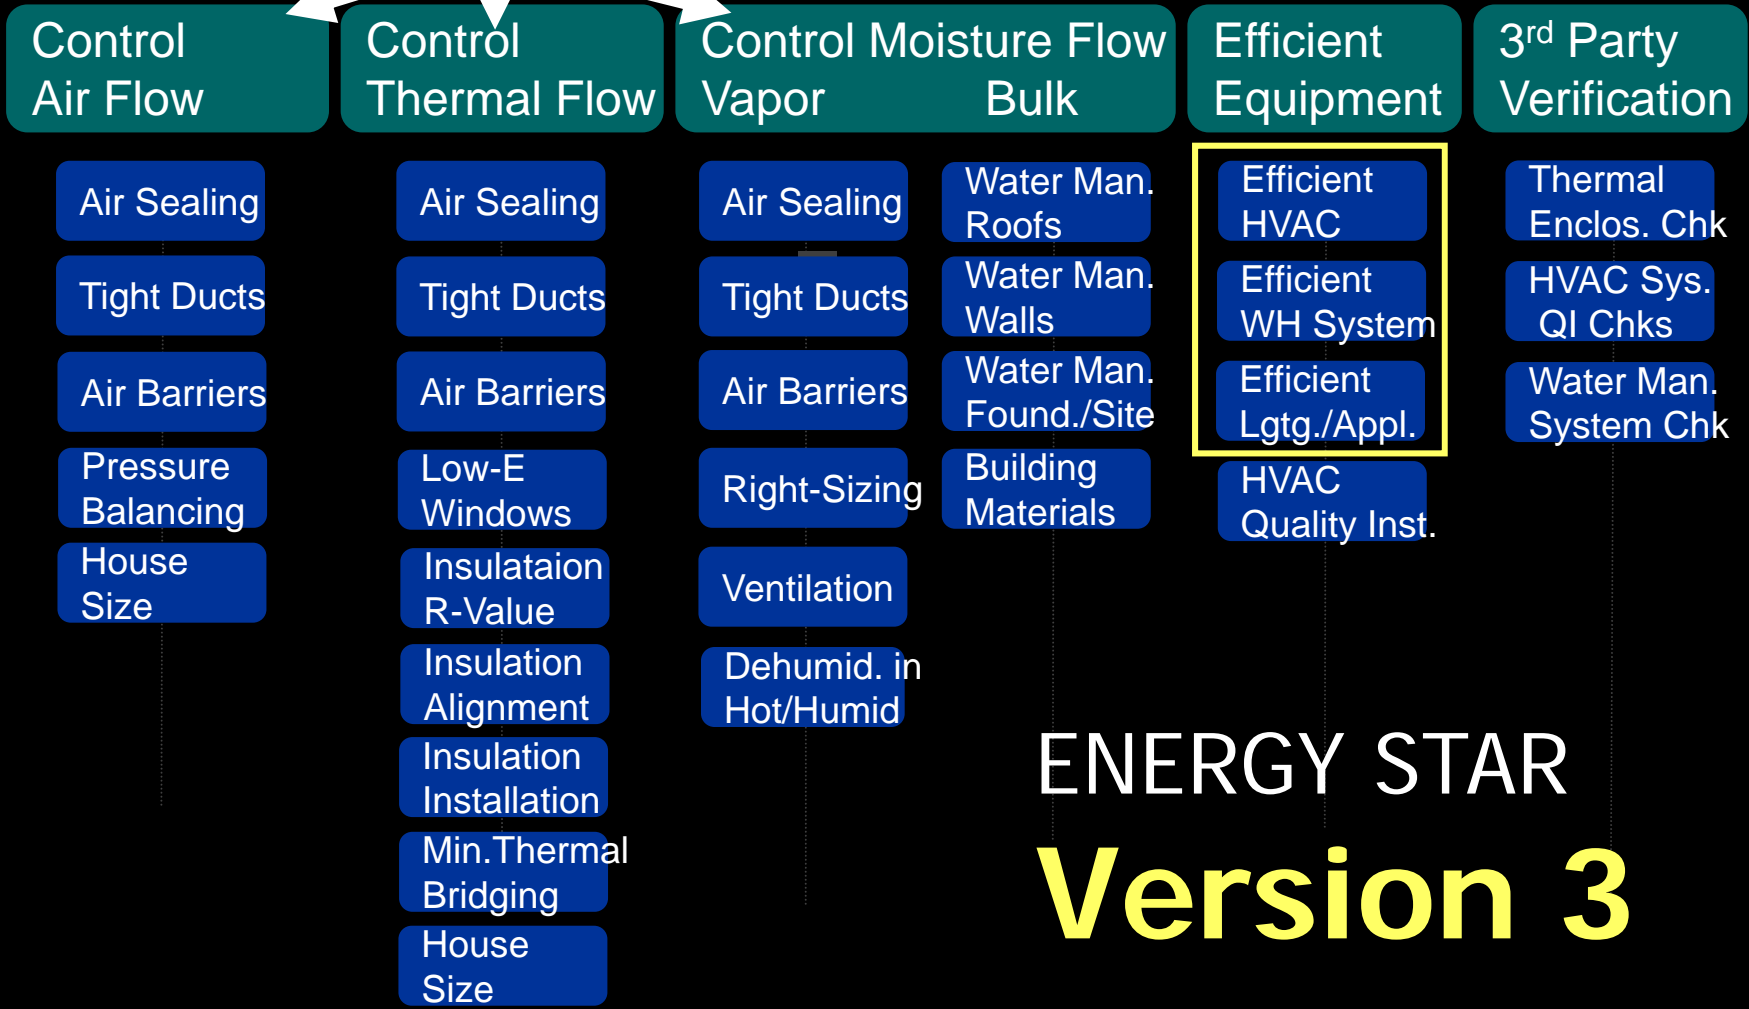 Control
Air Flow
Control
Thermal Flow
Control Moisture Flow
Vapor Bulk
Efficient
Equipment
3rd Party
Verification
Air Sealing
Tight Ducts
Air Barriers
Pressure
Balancing
House
Size
Air Sealing
Tight Ducts
Air Barriers
Low-E
Windows
Insulataion
R-Value
Insulation
Alignment
Insulation
Installation
Min.Thermal
Bridging
House
Size
Air Sealing
Tight Ducts
Air Barriers
Right-Sizing
Ventilation
Dehumid. in
Hot/Humid
Water Man.
Roofs
Water Man.
Walls
Water Man.
Found./Site
Building
Materials
Efficient
HVAC
Efficient
WH System
Efficient
Lgtg./Appl.
HVAC
Quality Inst.
Thermal
Enclos. Chk
HVAC Sys.
QI Chks
Water Man.
System Chk
ENERGY STAR
Version 3